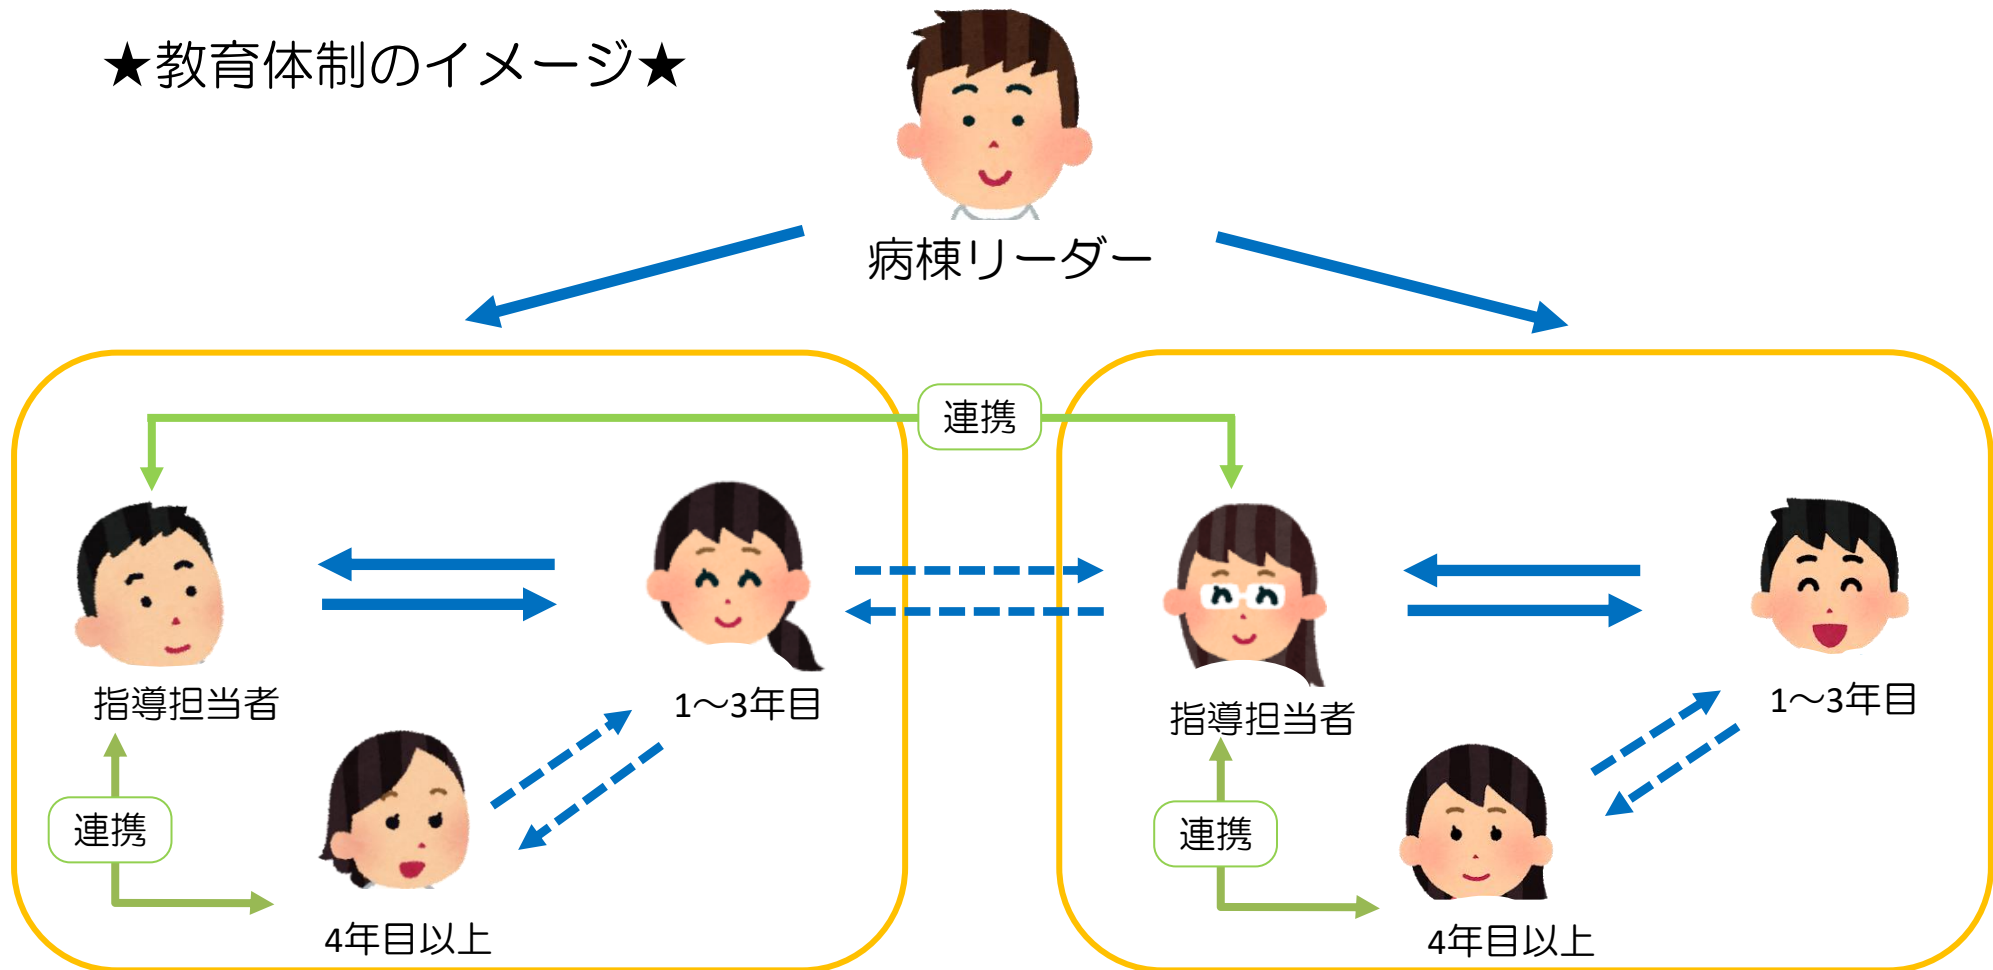 ★教育体制のイメージ★
病棟リーダー
連携
指導担当者
1～3年目
指導担当者
1～3年目
連携
4年目以上
連携
4年目以上